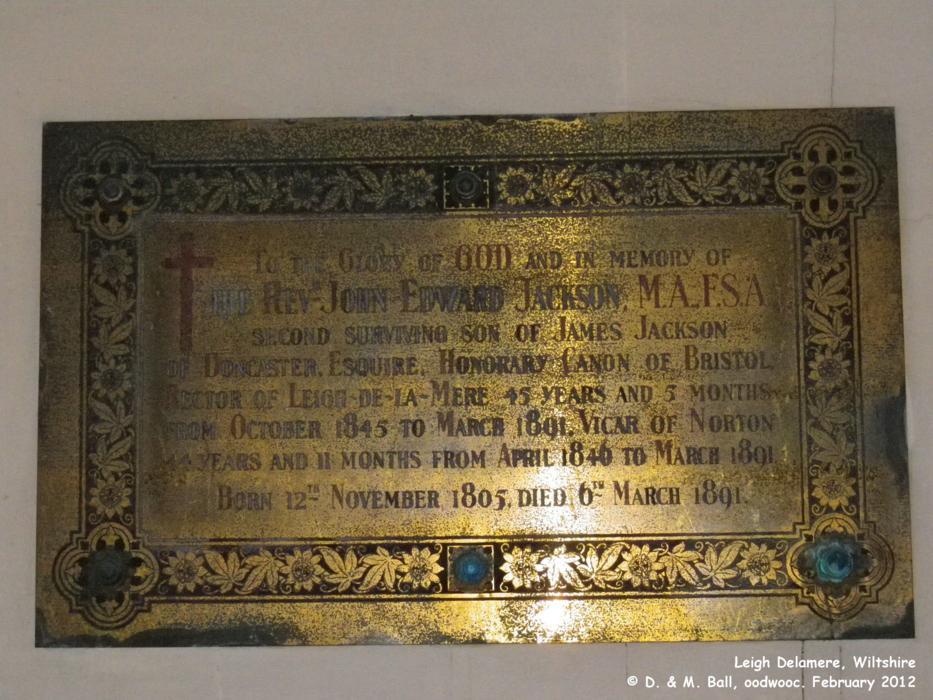 To the Glory of GOD and in memory of
The Revd John Edward Jackson, M.A., F.S.A.
second surviving son of James Jackson
of Doncaster, Esquire, Honorary Canon of Bristol,
Rector of Leigh-de-la-Mere 45 years and 5 months
from October 1845 to March 1891, Vicar of Norton
44 years and 11 months from April 1846 to March 1891
Born 12th November 1805, died 6th March 1891.
Leigh Delamere, Wiltshire
© D. & M. Ball, oodwooc. February 2012